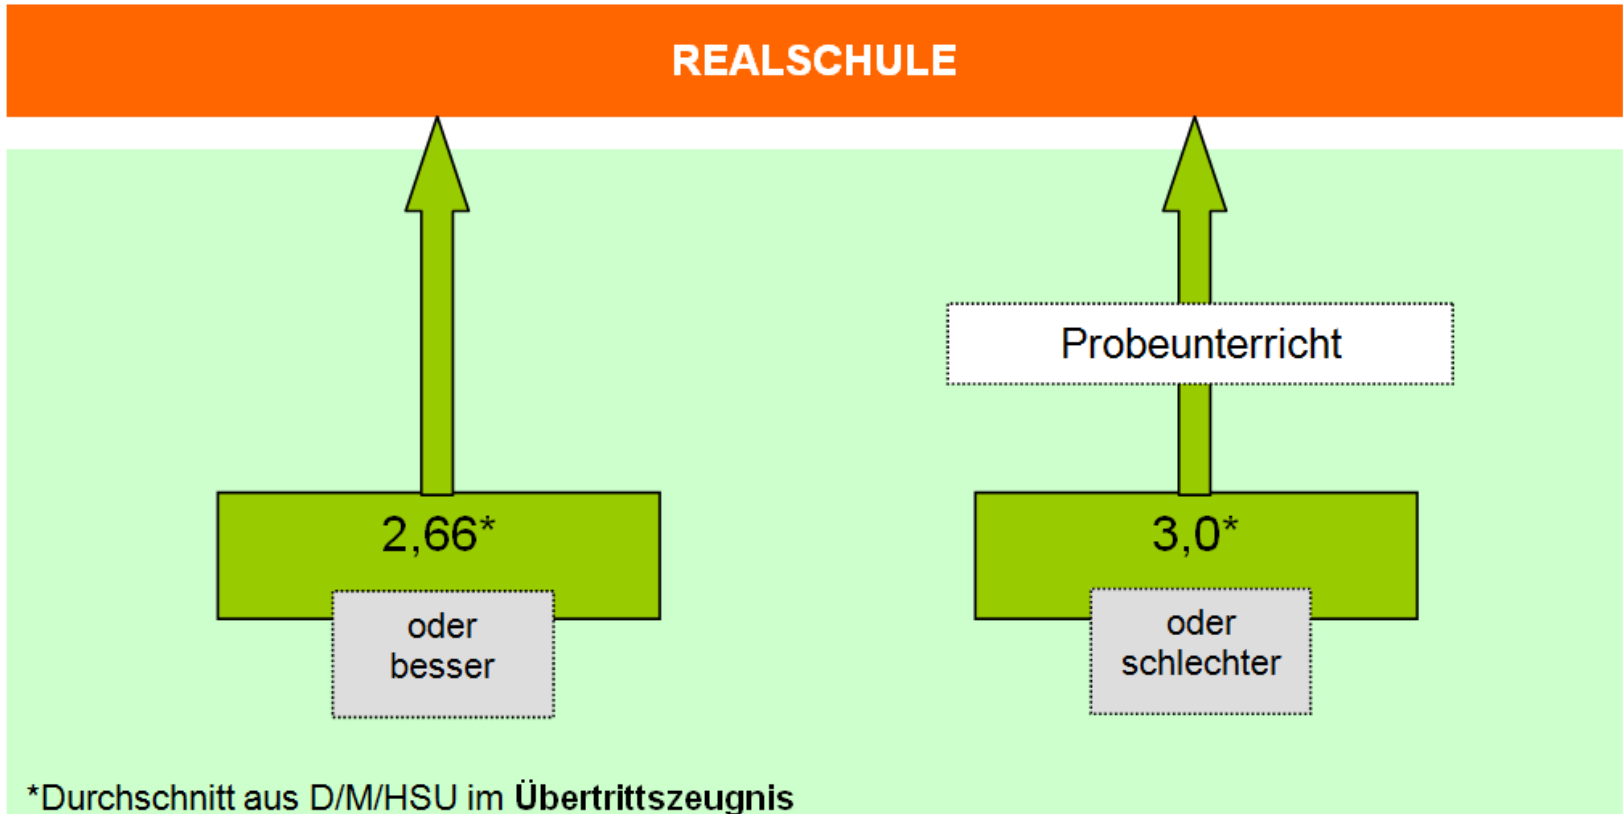 REALSCHULE
Probeunterricht
2,66*
oder
besser
3,0*
oder
schlechter
*Durchschnitt aus D/M/HSU im Übertrittszeugnis